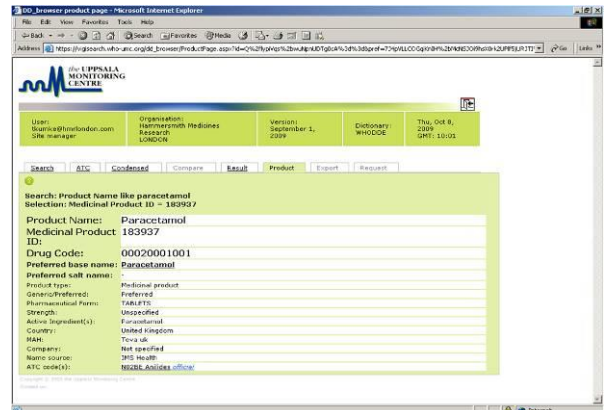 DD_browser product page - Microsoft Internet Explorer
File Edit View Favorites Tools Help
Back Search Favorites Media
Address Go Links
the UPPSALA
MONITORING
CENTRE
User:
Site manager
Organisation:
Hammersmith Medicines
Research
LONDON
Version:
September 1,
2009
Dictionary:
WHODDE
Thu, Oct 8,
2009
GMT: 10:01
Search ATC Condensed Compare Result Product Export Request
Search: Product Name like paracetamol
Selection: Medicinal Product ID = 183937
Product Name: Paracetamol
Medicinal Product ID: 183937
Drug Code: 00020001001
Preferred base name: Paracetamol
Preferred salt name: -
Product type: Medicinal product
Generic/Preferred: Preferred
Pharmaceutical Form: TABLETS
Strength: Unspecified
Active Ingredient(s): Paracetamol
Country: United Kingdom
MAH: Teva uk
Company: Not specified
Name source: IMS Health
ATC code(s): N02BE Anilides official